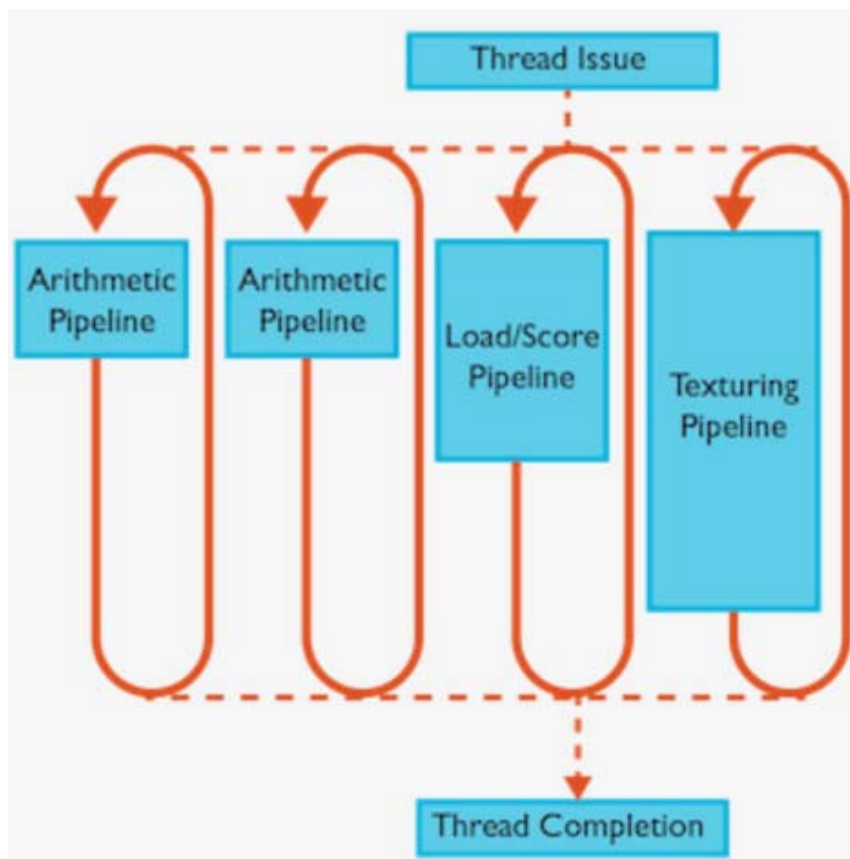 Thread Issue
Arithmetic
Pipeline
Arithmetic
Pipeline
Load/Score
Pipeline
Texturing
Pipeline
Thread Completion